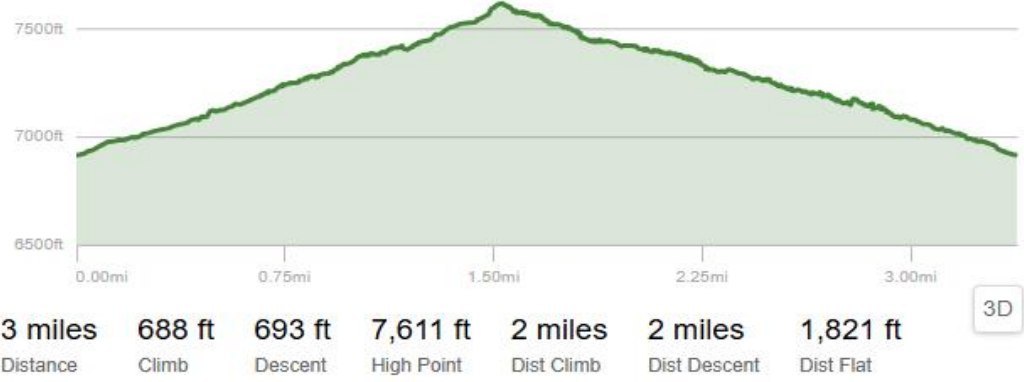 7500ft
7000ft
6500ft
0.00mi 0.75mi 1.50mi 2.25mi 3.00mi
3D
3 miles 688 ft 693 ft 7,611 ft 2 miles 2 miles 1,821 ft
Distance Climb Descent High Point Dist Climb Dist Descent Dist Flat